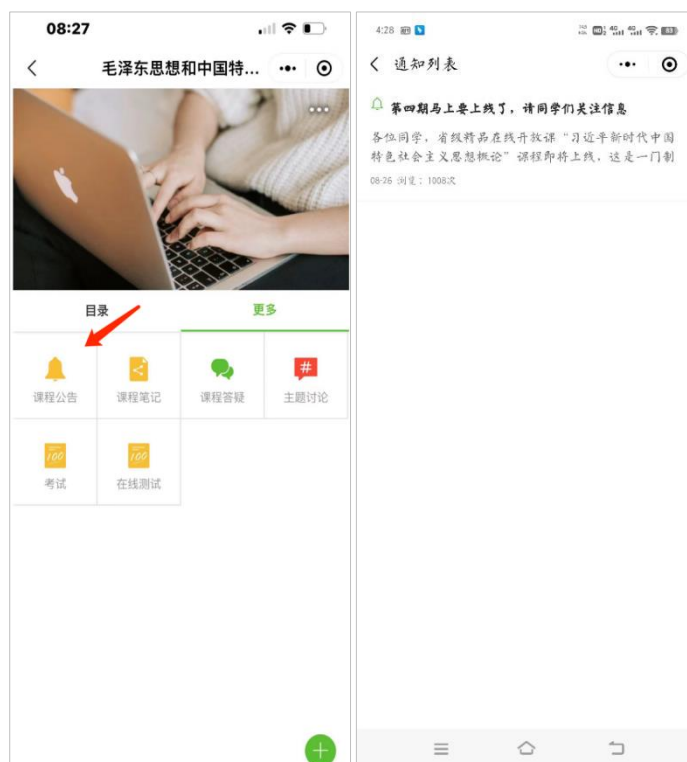 08:27
毛泽东思想和中国特...
目录
更多
课程公告
课程笔记
课程答疑
#
主题讨论
100
考试
100
在线测试
4:28
HD
4G
4G
83
通知列表
第四期马上要上线了，请同学们关注信息
各位同学，省级精品在线开放课“习近平新时代中国
特色社会主义思想概论”课程即将上线，这是一门制
08-26 浏览：1008次